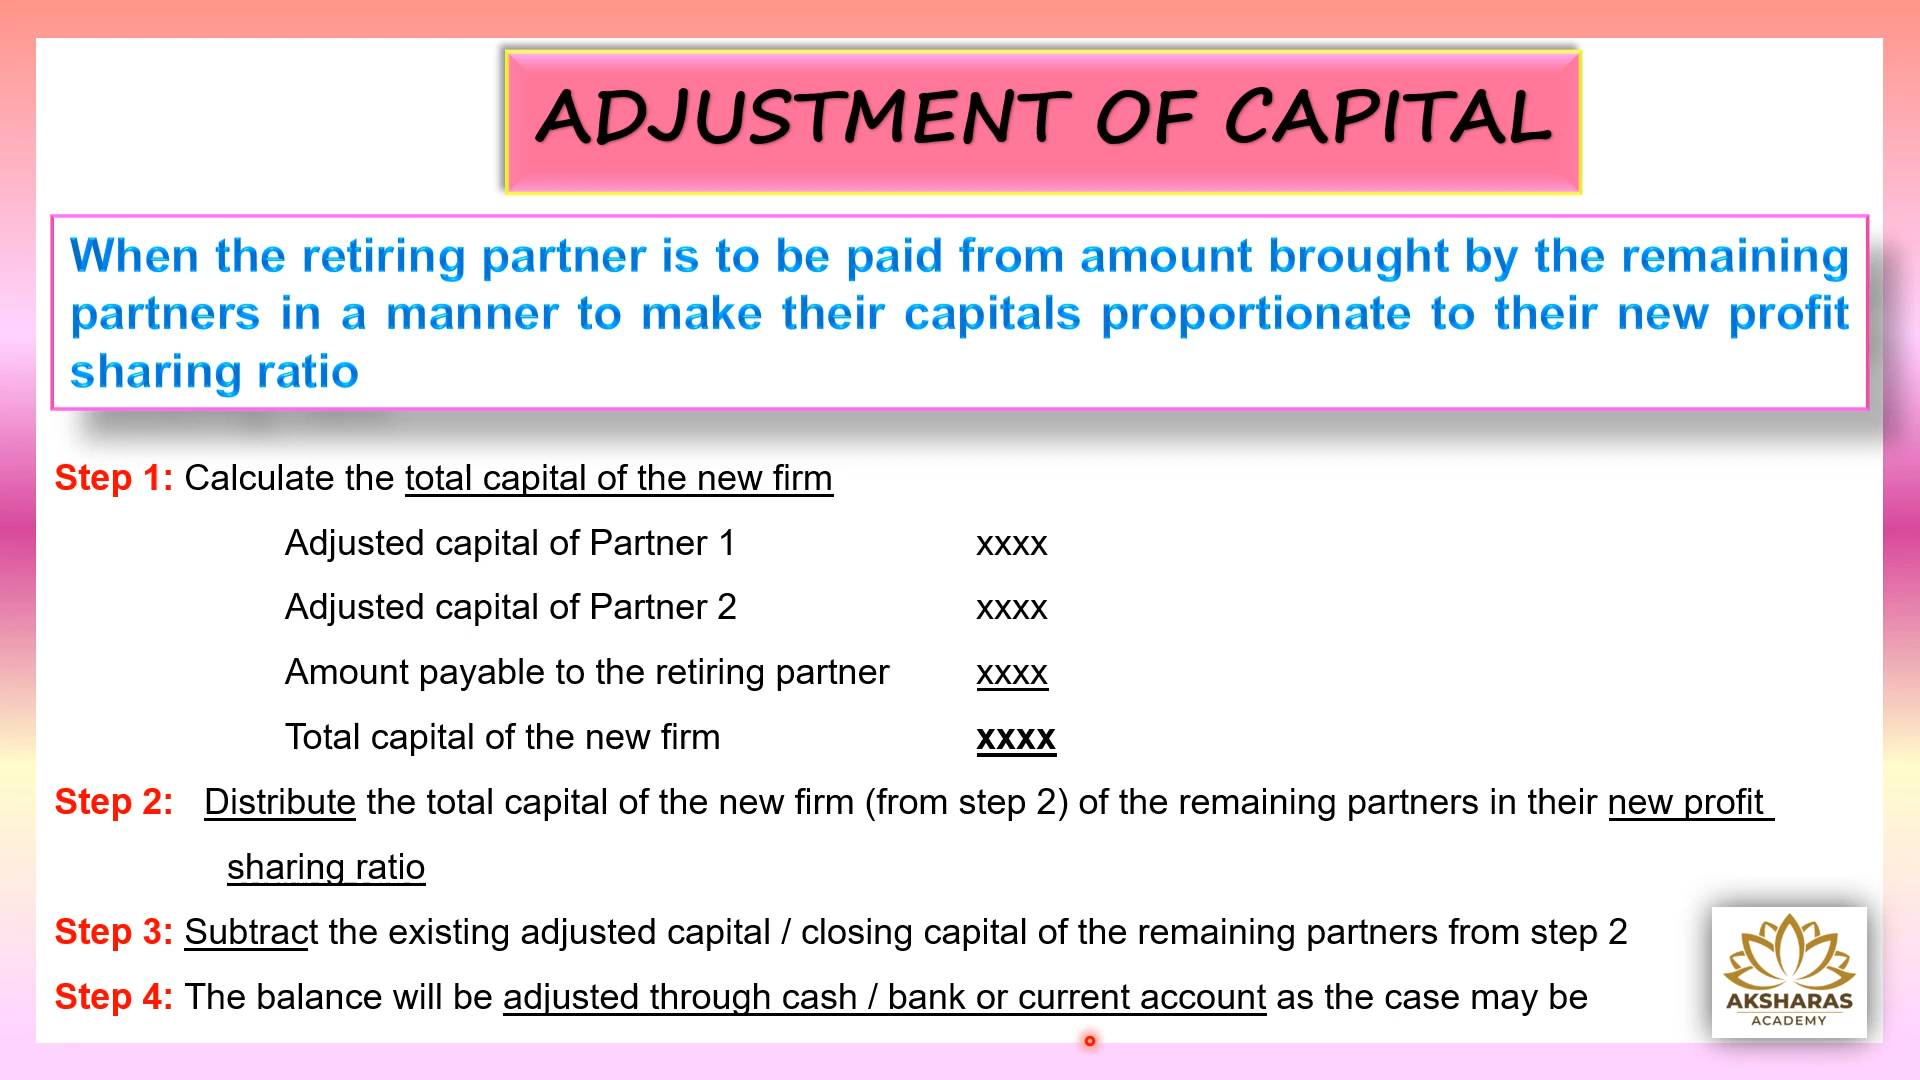 ADJUSTMENT OF CAPITAL
When the retiring partner is to be paid from amount brought by the remaining
partners in a manner to make their capitals proportionate to their new profit
sharing ratio
Step 1: Calculate the total capital of the new firm
Adjusted capital of Partner 1 xxxx
Adjusted capital of Partner 2 xxxx
Amount payable to the retiring partner xxxx
Total capital of the new firm xxxx
Step 2: Distribute the total capital of the new firm (from step 2) of the remaining partners in their new profit
sharing ratio
Step 3: Subtract the existing adjusted capital / closing capital of the remaining partners from step 2
Step 4: The balance will be adjusted through cash / bank or current account as the case may be
AKSHARAS
ACADEMY